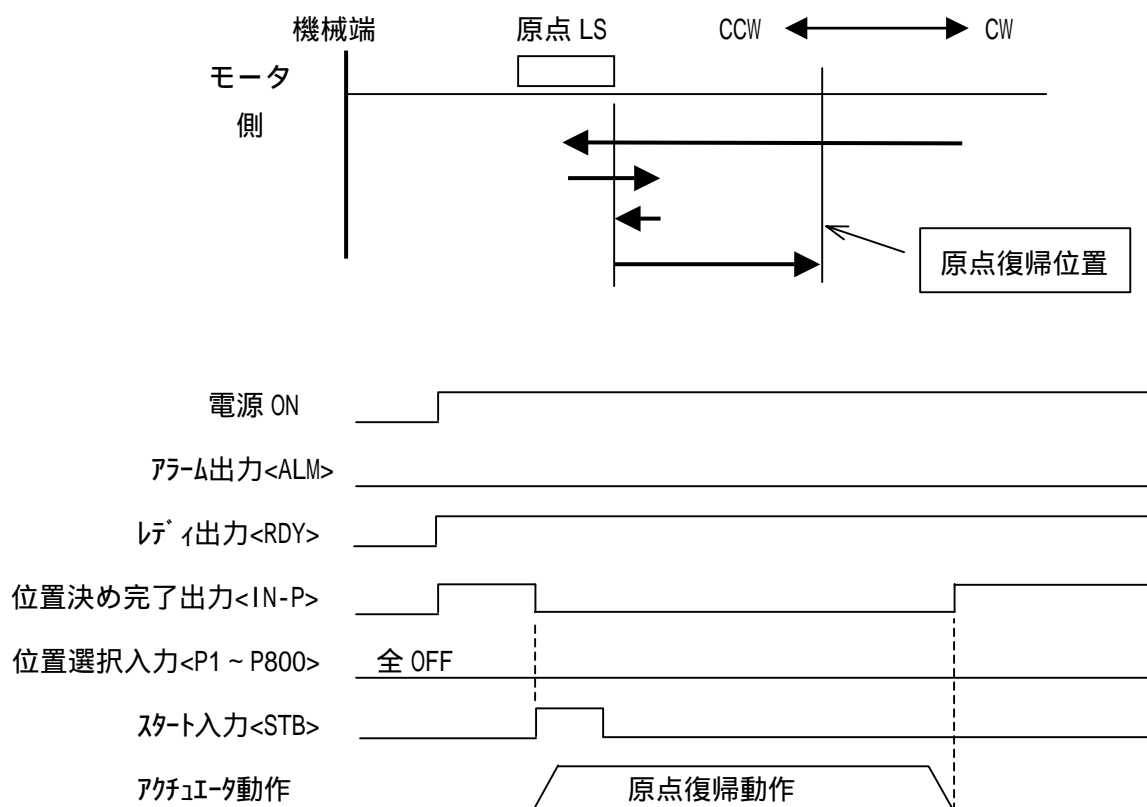 機械端 原点 LS CCW CW
モータ
側
原点復帰位置
電源 ON
アラーム出力<ALM>
ﾚﾃﾞｨ出力<RDY>
位置決め完了出力<IN-P>
位置選択入力<P1 ~ P800> 全 OFF
ｽﾀｰﾄ入力<STB>
ｱｸﾁｭｴｰﾀ動作 原点復帰動作